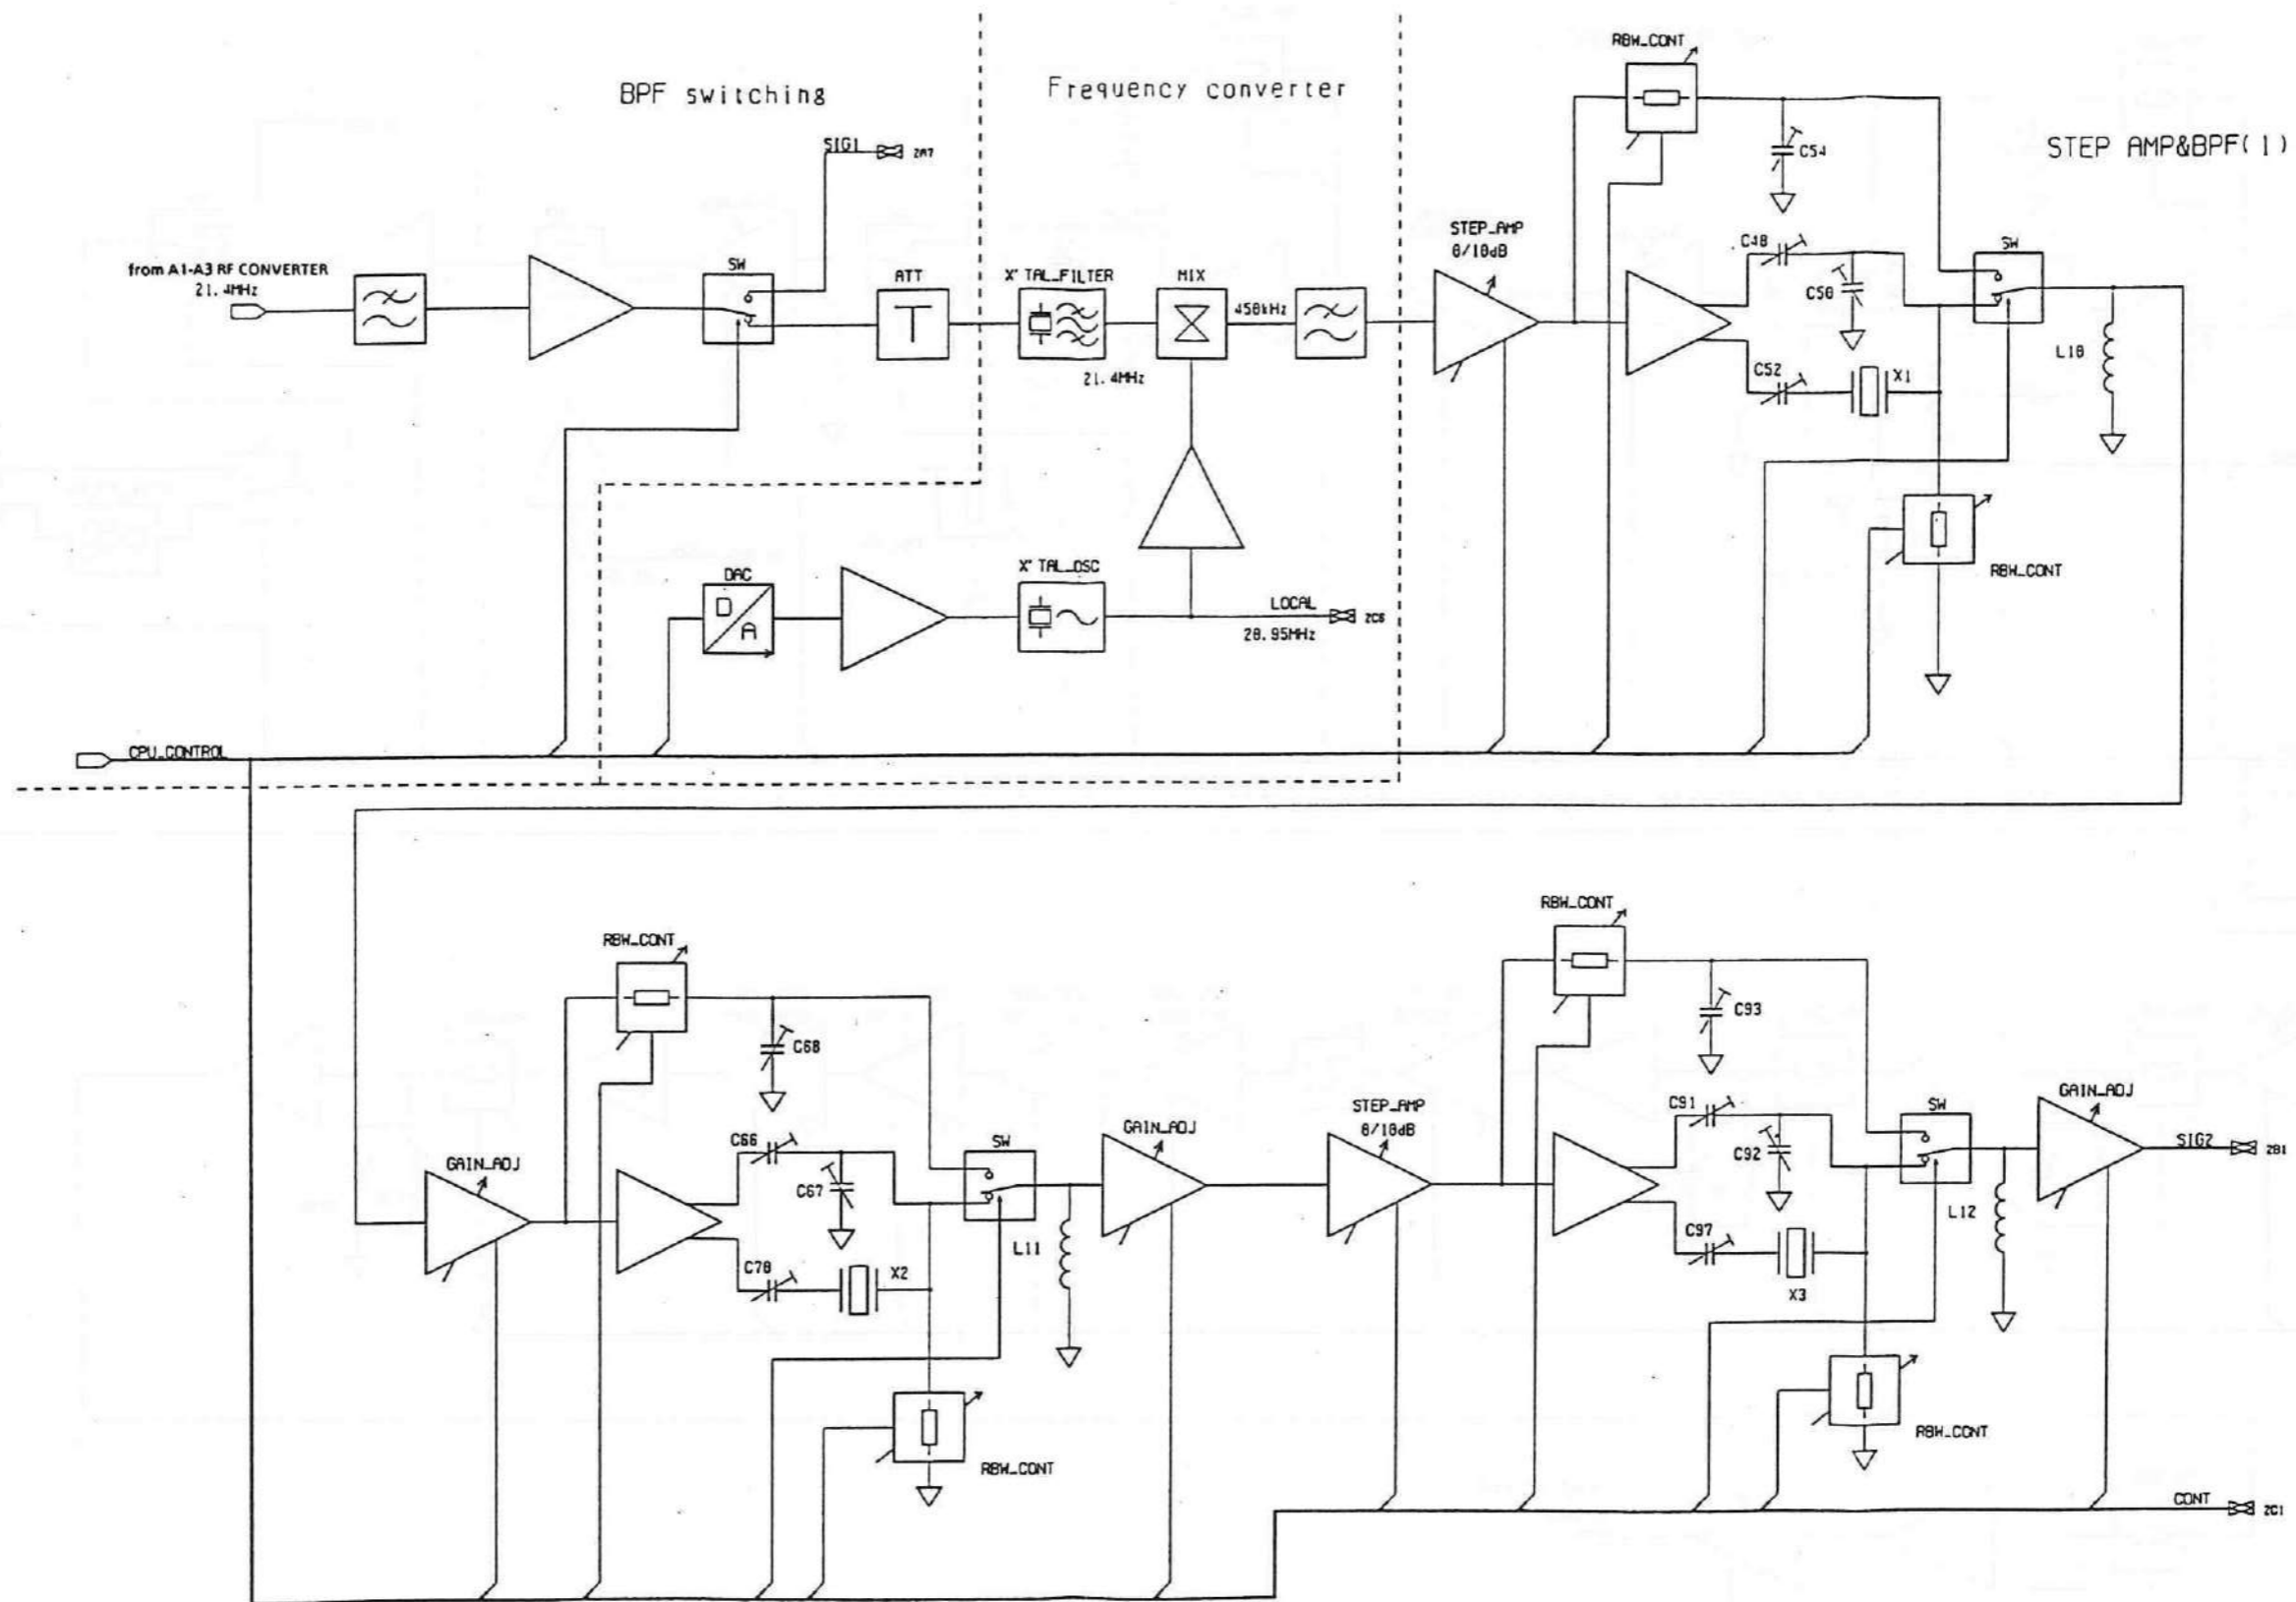 BPF switching
Frequency converter
STEP AMP&BPF(1)
RBW_CONT
C54
SIG1
2A7
from A1-A3 RF CONVERTER
21.4MHz
SW
ATT
X'TAL_FILTER
21.4MHz
MIX
450kHz
STEP_AMP
0/10dB
C48
C50
C52
X1
SW
L10
RBW_CONT
DAC
D
A
X'TAL_OSC
LOCAL
20.95MHz
2C6
CPU_CONTROL
RBW_CONT
C68
GAIN_ADJ
C66
C67
C70
X2
SW
L11
RBW_CONT
GAIN_ADJ
STEP_AMP
0/10dB
RBW_CONT
C93
C91
C92
C97
X3
SW
L12
RBW_CONT
GAIN_ADJ
SIG2
2B1
CONT
2C1